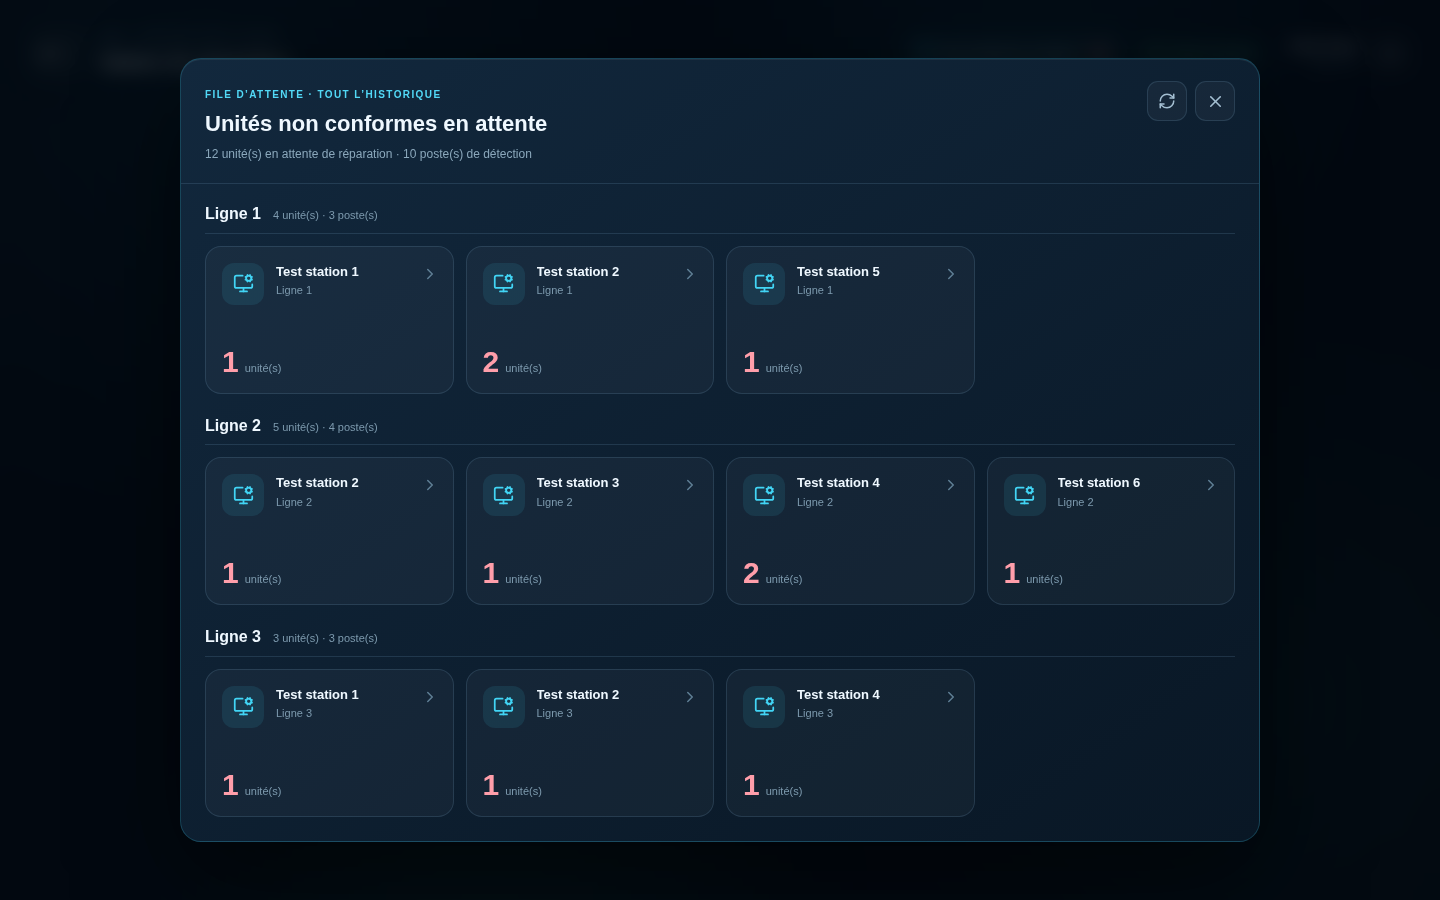 FILE D'ATTENTE · TOUT L'HISTORIQUE
Unités non conformes en attente
12 unité(s) en attente de réparation · 10 poste(s) de détection
Ligne 1 4 unité(s) · 3 poste(s)
Test station 1
Ligne 1
1 unité(s)
Test station 2
Ligne 1
2 unité(s)
Test station 5
Ligne 1
1 unité(s)
Ligne 2 5 unité(s) · 4 poste(s)
Test station 2
Ligne 2
1 unité(s)
Test station 3
Ligne 2
1 unité(s)
Test station 4
Ligne 2
2 unité(s)
Test station 6
Ligne 2
1 unité(s)
Ligne 3 3 unité(s) · 3 poste(s)
Test station 1
Ligne 3
1 unité(s)
Test station 2
Ligne 3
1 unité(s)
Test station 4
Ligne 3
1 unité(s)